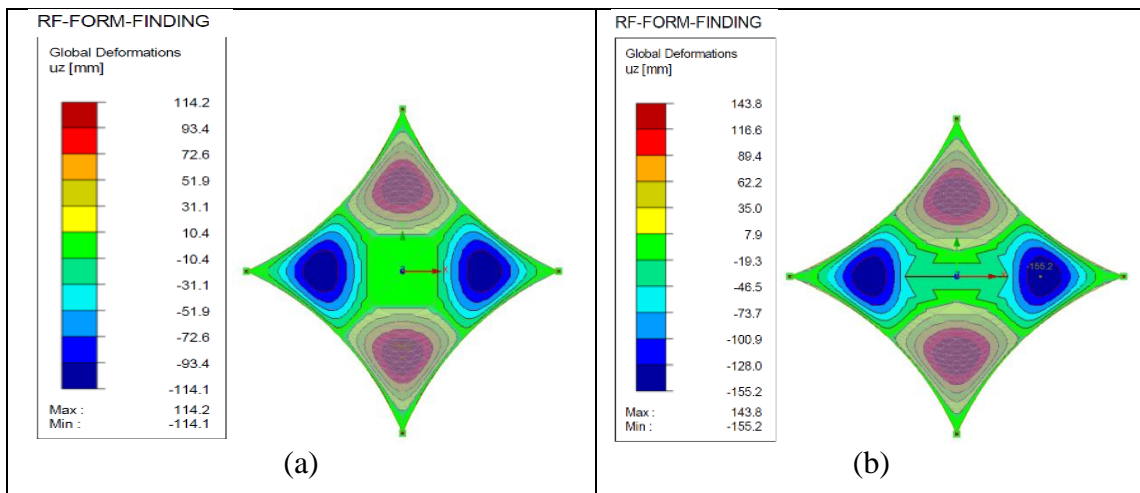 RF-FORM-FINDING
Global Deformations
uz [mm]
114.2
93.4
72.6
51.9
31.1
10.4
-10.4
-31.1
-51.9
-72.6
-93.4
-114.1
Max : 114.2
Min : -114.1
X
(a)
RF-FORM-FINDING
Global Deformations
uz [mm]
143.8
116.6
89.4
62.2
35.0
7.9
-19.3
-46.5
-73.7
-100.9
-128.0
-155.2
Max : 143.8
Min : -155.2
-155.2
(b)